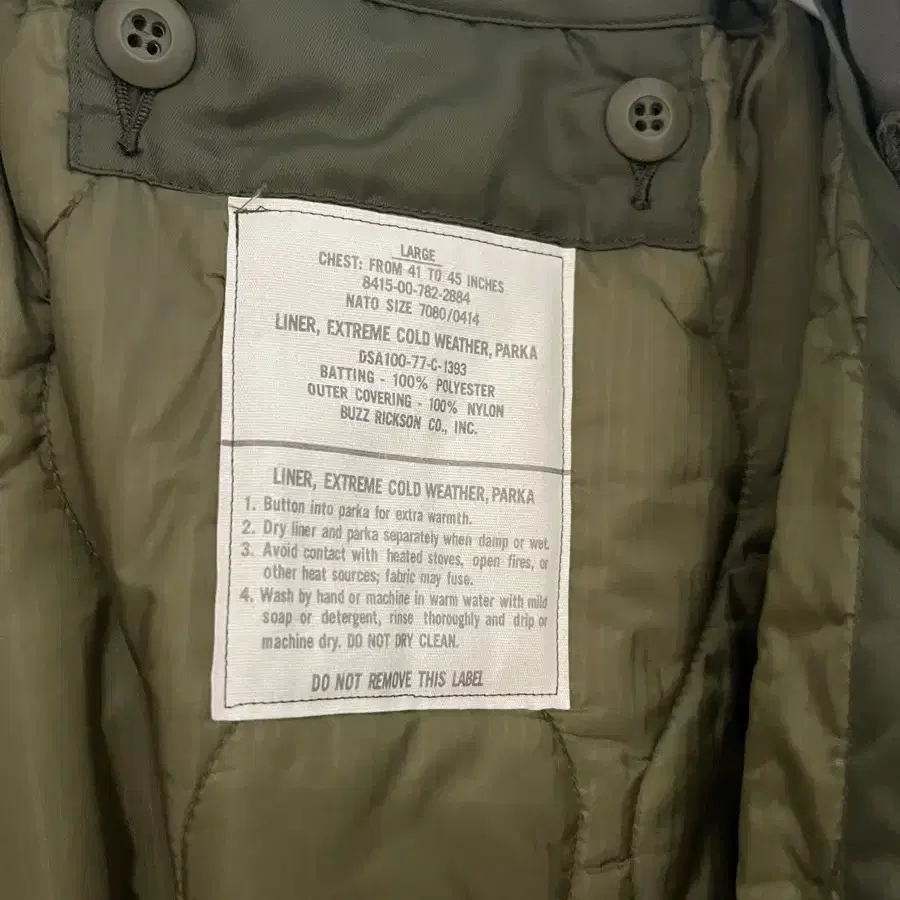 LARGE
CHEST: FROM 41 TO 45 INCHES
8415-00-782-2884
NATO SIZE 7080/0414
LINER, EXTREME COLD WEATHER, PARKA
DSA100-77-C-1393
BATTING - 100% POLYESTER
OUTER COVERING - 100% NYLON
BUZZ RICKSON CO., INC.
LINER, EXTREME COLD WEATHER, PARKA
1. Button into parka for extra warmth.
2. Dry liner and parka separately when damp or wet.
3. Avoid contact with heated stoves, open fires, or
other heat sources; fabric may fuse.
4. Wash by hand or machine in warm water with mild
soap or detergent, rinse thoroughly and drip or
machine dry. DO NOT DRY CLEAN.
DO NOT REMOVE THIS LABEL